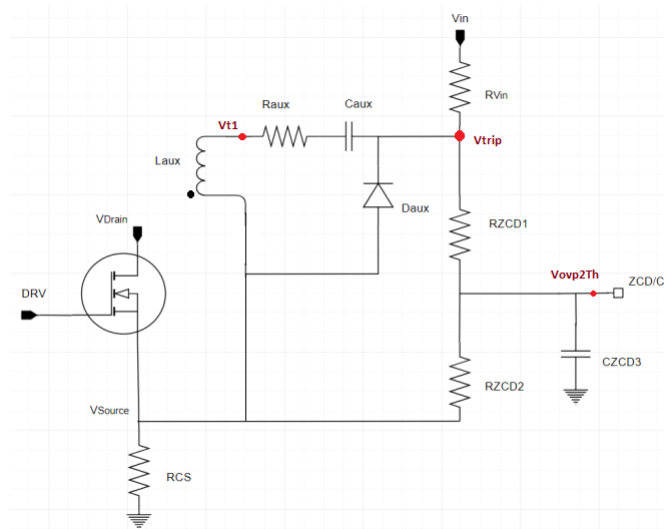 Vin
RVin
Raux
Caux
Vt1
Vtrip
Laux
Daux
RZCD1
VDrain
Vovp2Th
ZCD/C
DRV
CZCD3
RZCD2
VSource
RCS